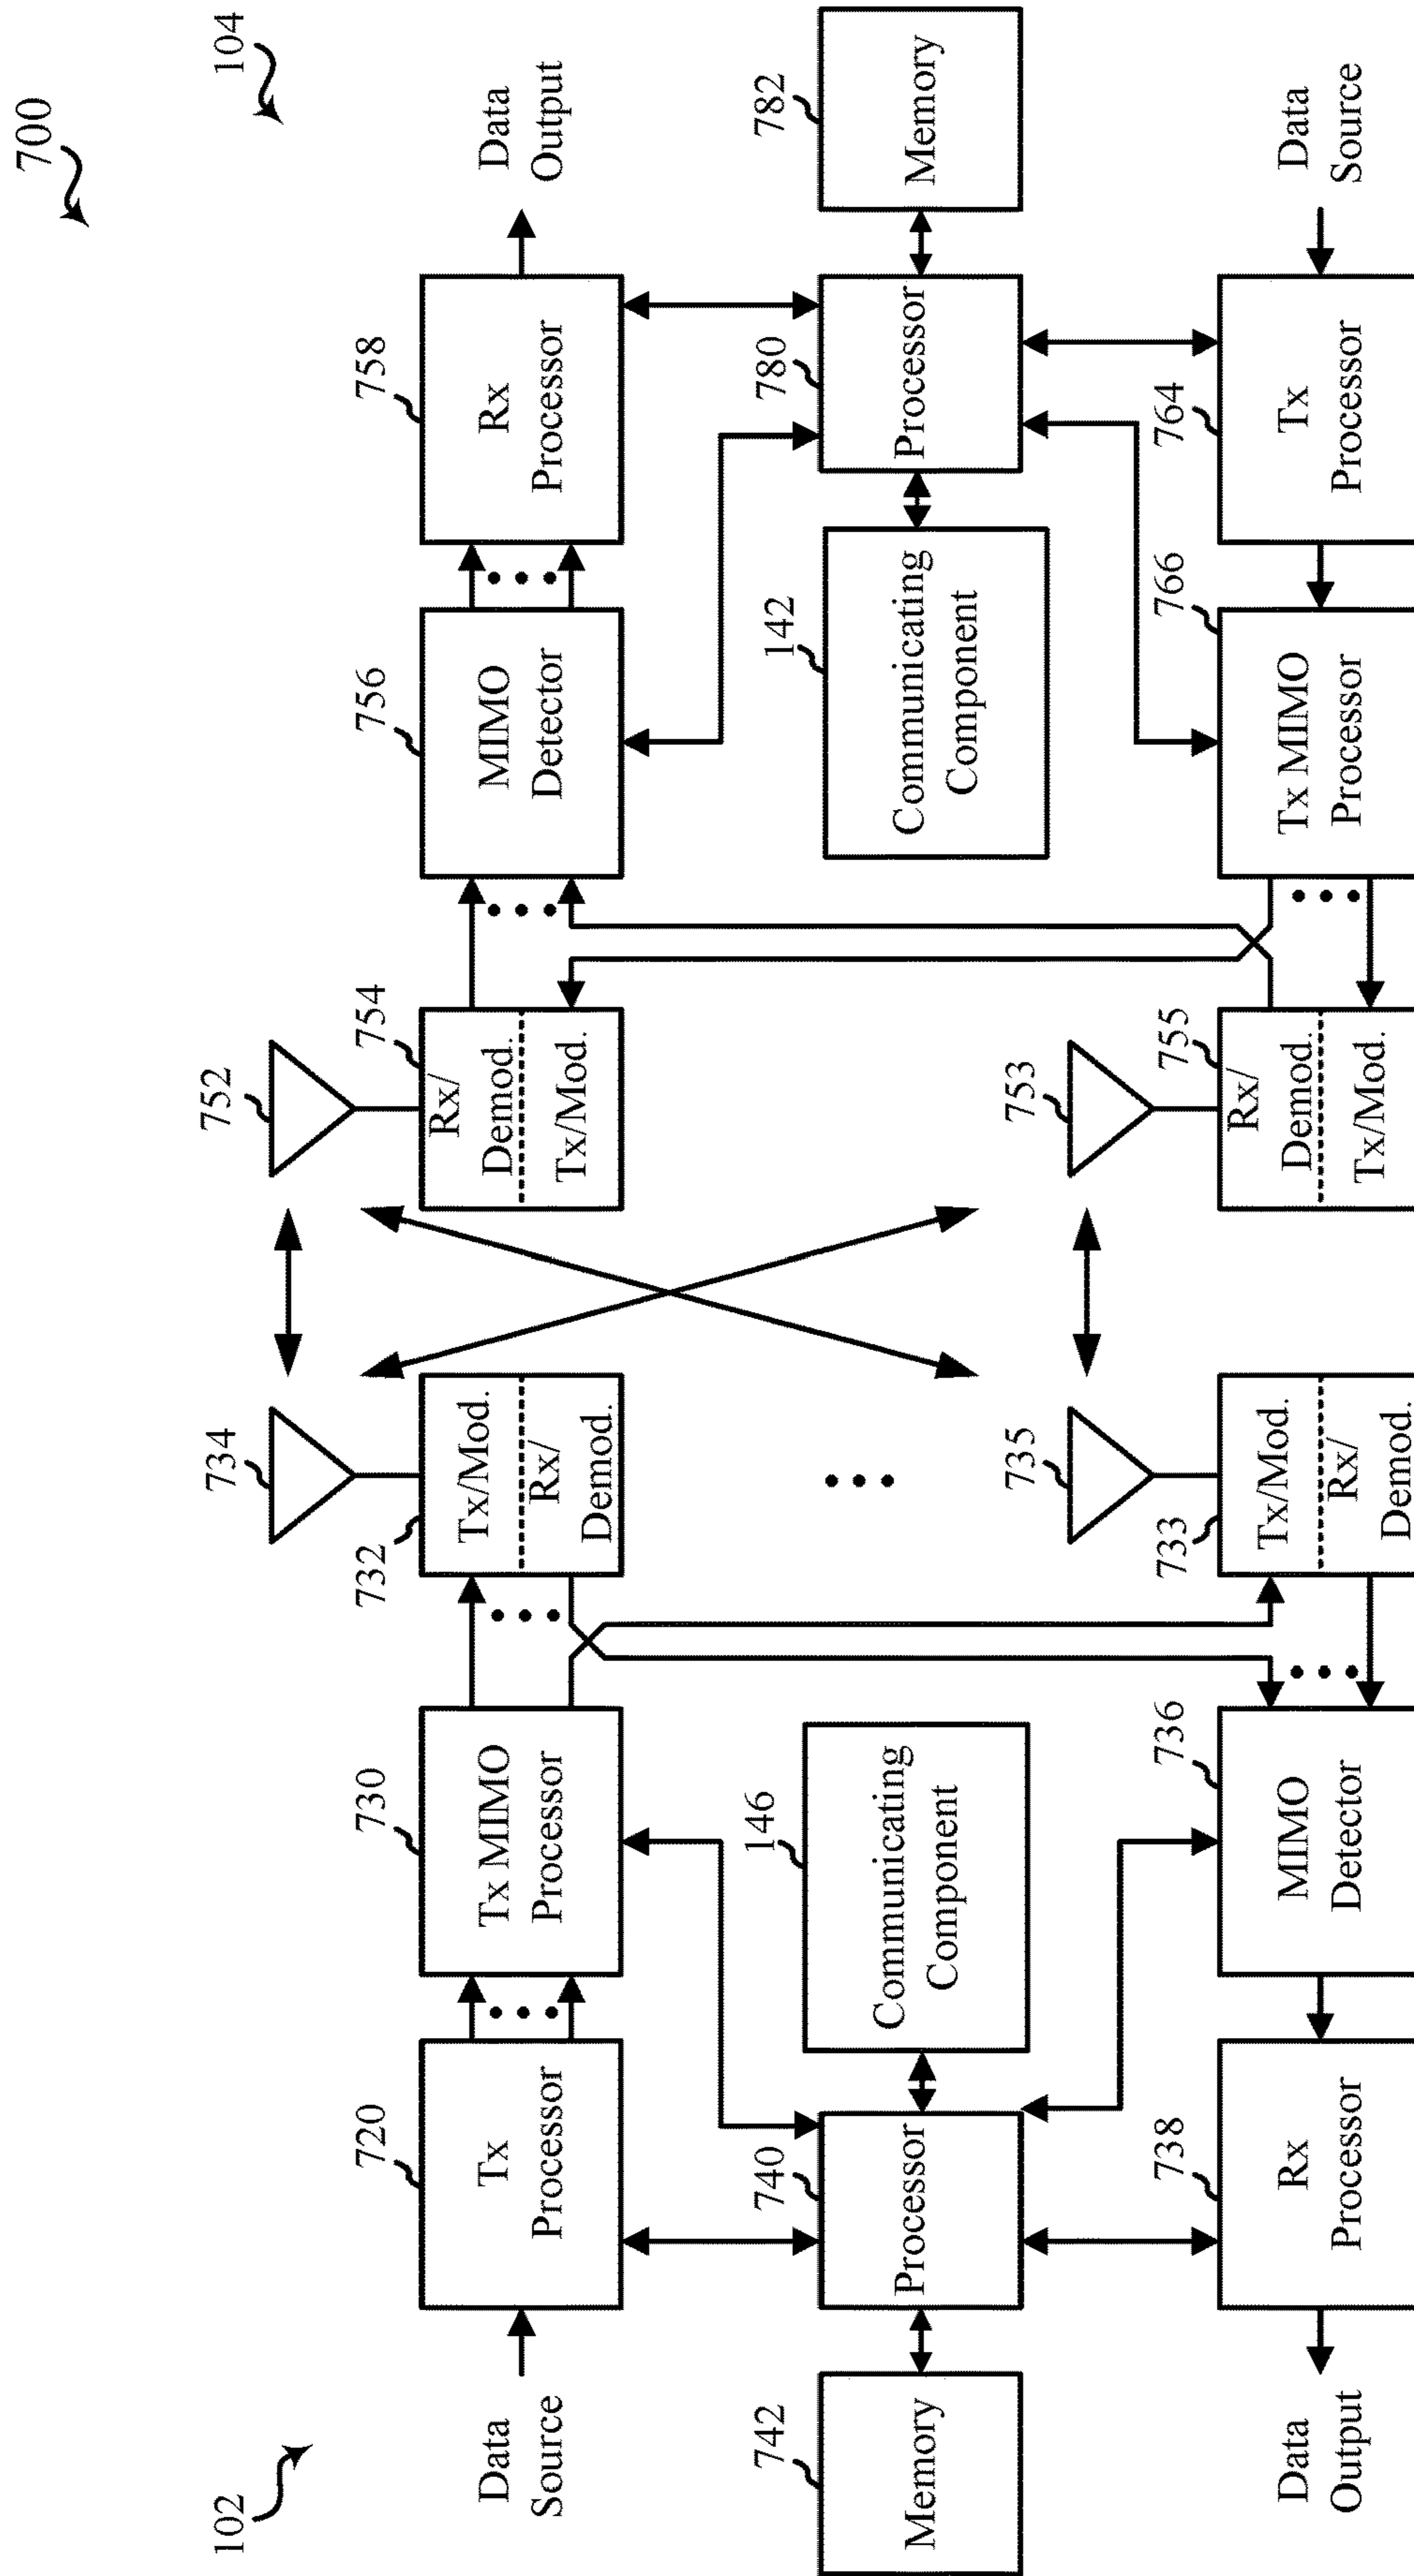 700
102
104
734
752
720
730
732
754
756
758
Data
Source
Tx
Processor
Tx MIMO
Processor
Tx/Mod.
Rx/
Demod.
Rx/
Demod.
Tx/Mod.
MIMO
Detector
Rx
Processor
Data
Output
742
740
146
142
780
782
Memory
Processor
Communicating
Component
Communicating
Component
Processor
Memory
735
753
738
736
733
755
766
764
Data
Output
Rx
Processor
MIMO
Detector
Tx/Mod.
Rx/
Demod.
Rx/
Demod.
Tx/Mod.
Tx MIMO
Processor
Tx
Processor
Data
Source